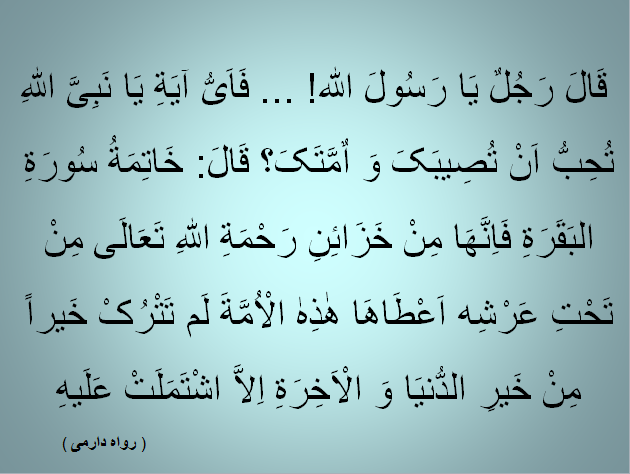 قَالَ رَجُلٌ يَا رَسُولَ الله! ... فَاَىُّ آيَةِ يَا نَبِىَّ اللهِ
تُحِبُّ اَنْ تُصِيبَکَ وَ اٌمَّتَکَ؟ قَالَ: خَاتِمَةُ سُورَةِ
البَقَرَةِ فَاِنَّهَا مِنْ خَزَائِنِ رَحْمَةِ اللهِ تَعَالَى مِنْ
تَحْتِ عَرْشِه اَعْطَاهَا هٰذِهٰ الْاُمَّةَ لَم تَتْرُکْ خَيراً
مِنْ خَيرِ الدُّنيَا وَ الْاَخِرَةِ اِلاَّ اشْتَمَلَتْ عَلَيهِ
( رواه دارمی )